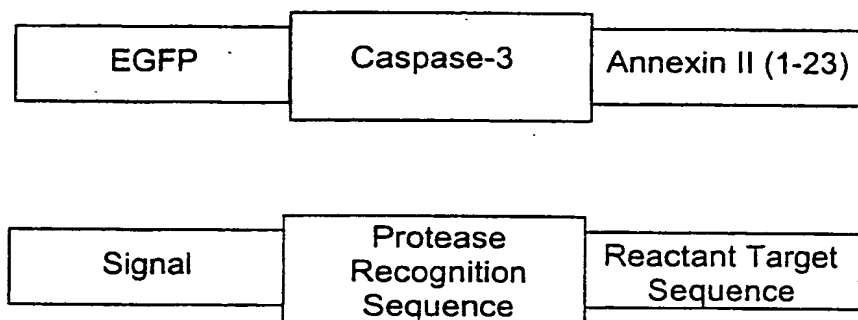 EGFP Caspase-3 Annexin II (1-23)
Signal
Protease
Recognition
Sequence
Reactant Target
Sequence